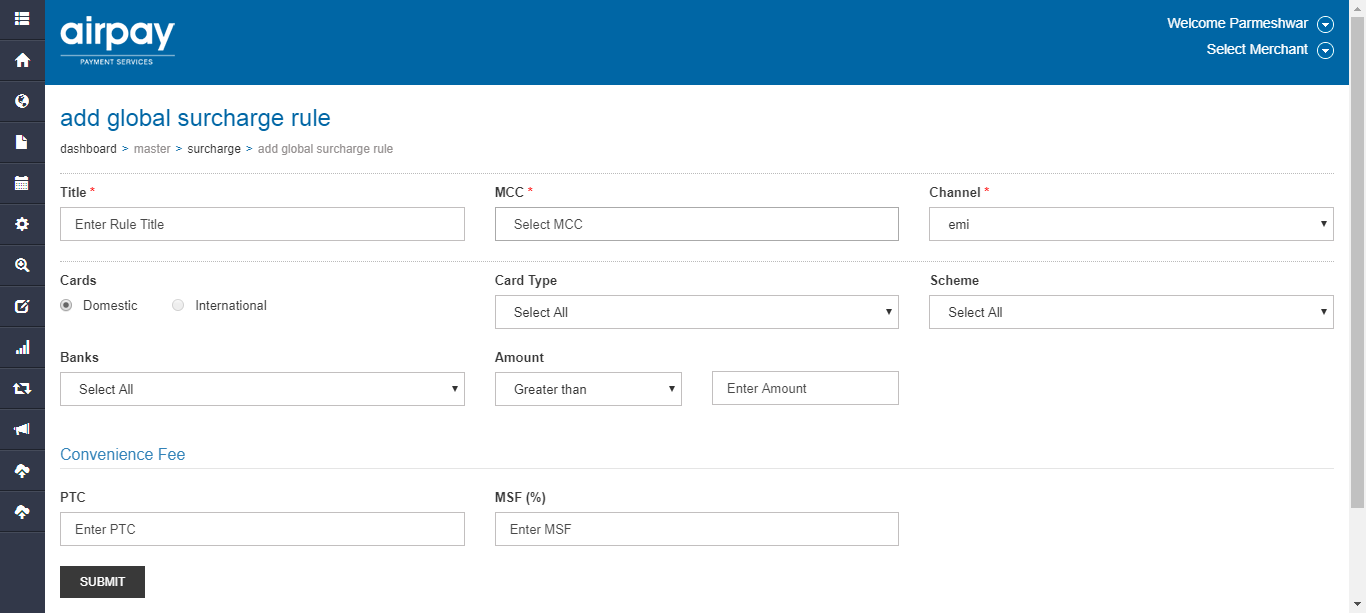 airpay
PAYMENT SERVICES
Welcome Parmeshwar
Select Merchant
add global surcharge rule
dashboard > master > surcharge > add global surcharge rule
Title * MCC * Channel *
Enter Rule Title Select MCC emi
Cards Card Type Scheme
Domestic International Select All Select All
Banks Amount
Select All Greater than Enter Amount
Convenience Fee
PTC MSF (%)
Enter PTC Enter MSF
SUBMIT